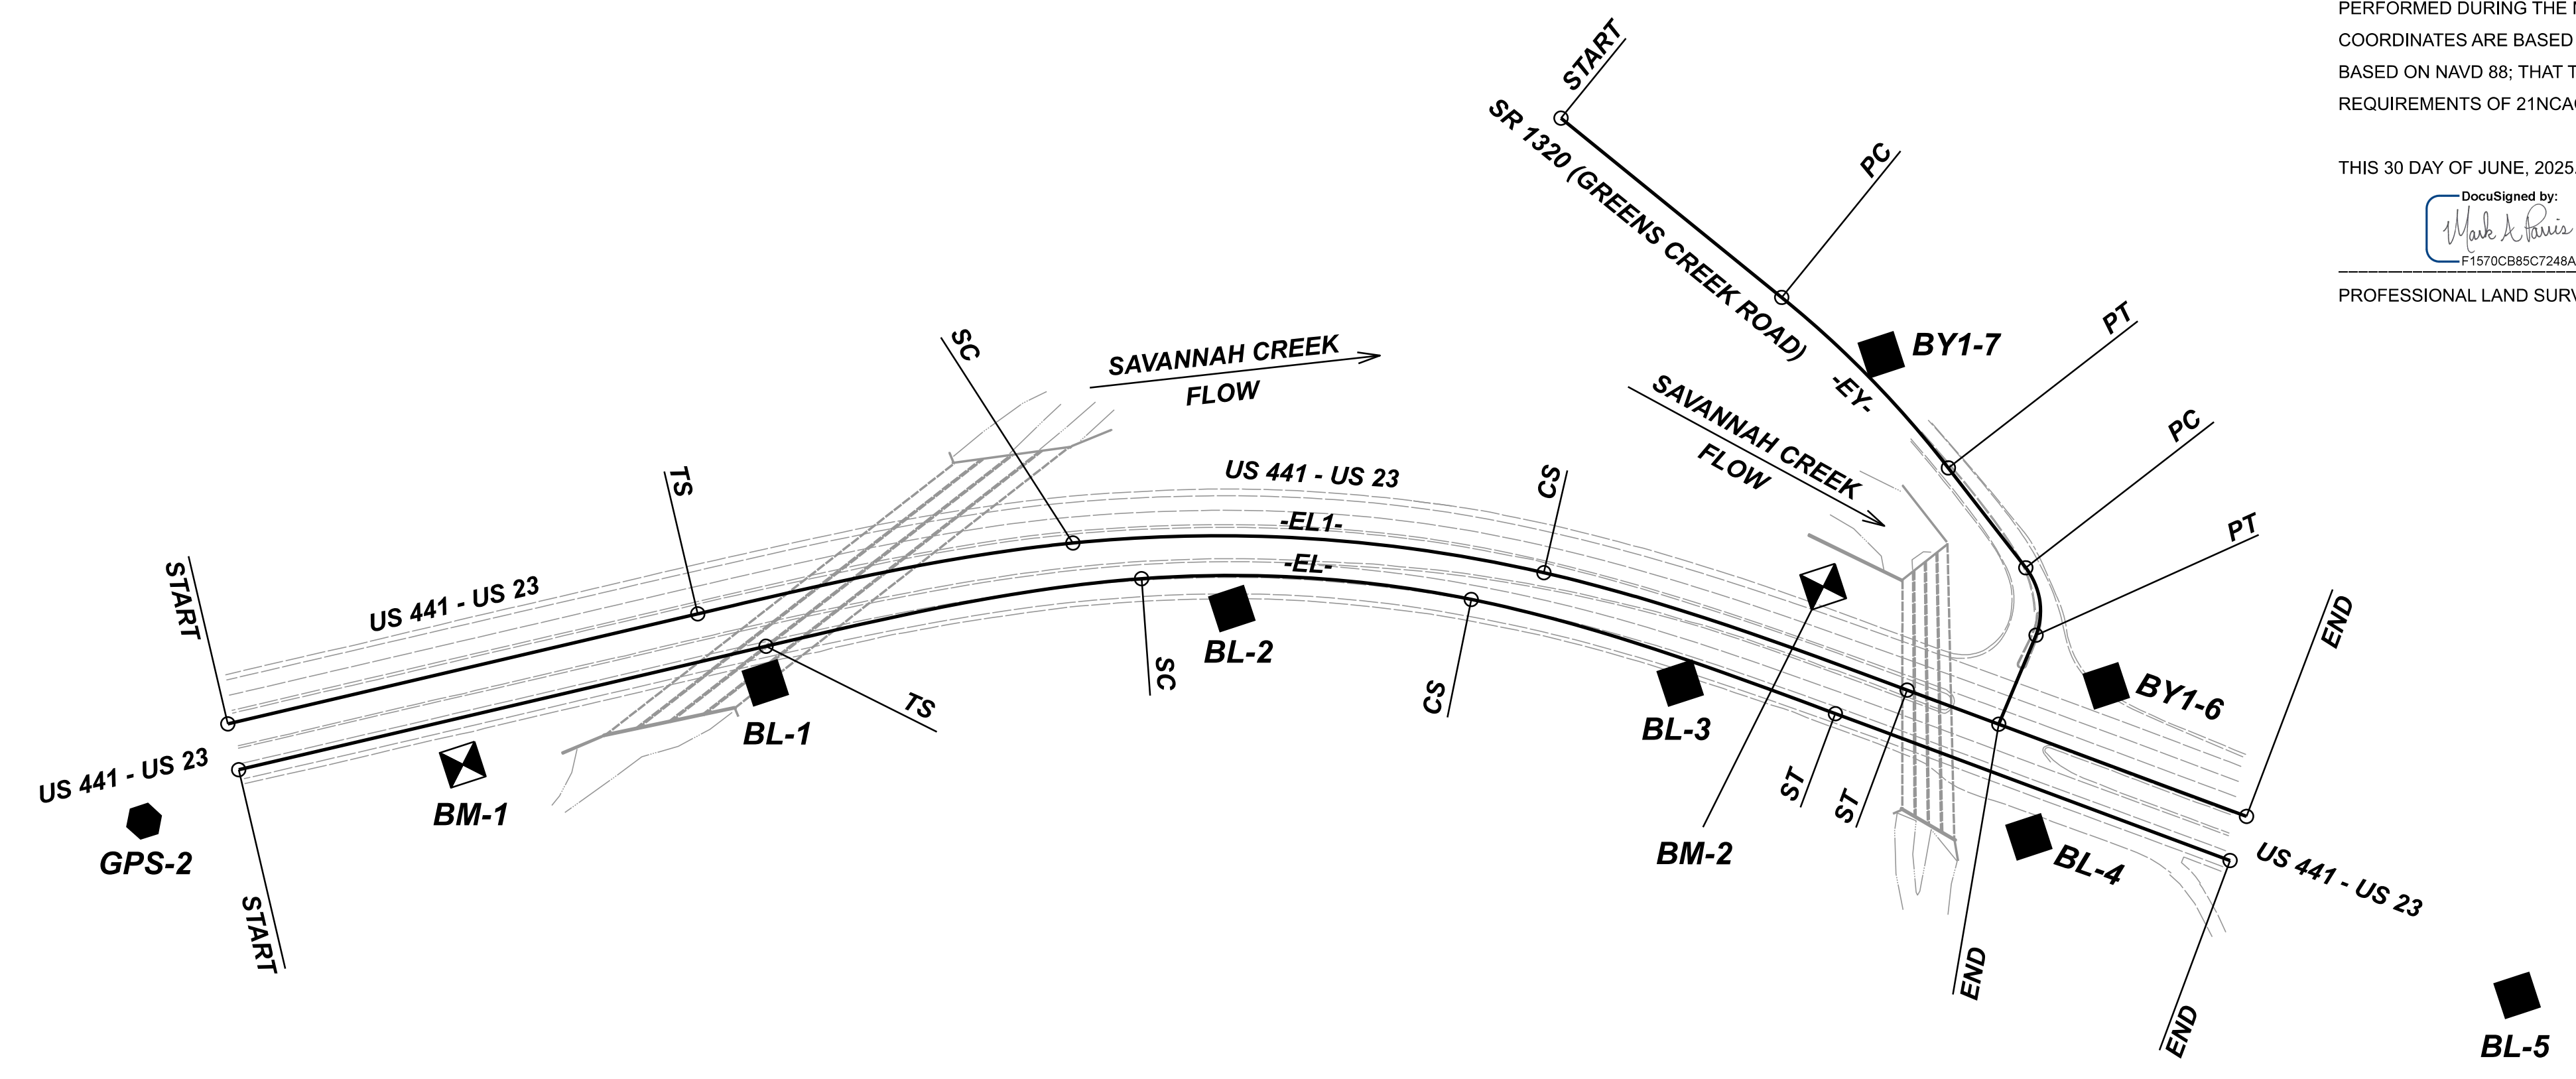 PERFORMED DURING THE
COORDINATES ARE BASED
BASED ON NAVD 88; THAT
REQUIREMENTS OF
THIS 30 DAY OF JUNE, 2025.
DocuSigned by:
Mark A Parris
F1570CB85C7248A
PROFESSIONAL LAND
START
SR 1320 (GREENS CREEK ROAD)
PC
BY1-7
-EY-
PT
PC
PT
SAVANNAH CREEK
FLOW
SAVANNAH CREEK
FLOW
SC
TS
US 441 - US 23
CS
-EL1-
-EL-
START
US 441 - US 23
BL-2
SC
CS
TS
BL-1
BL-3
BY1-6
END
US 441 - US 23
BM-1
GPS-2
START
ST
ST
BM-2
BL-4
US 441 - US 23
END
END
BL-5